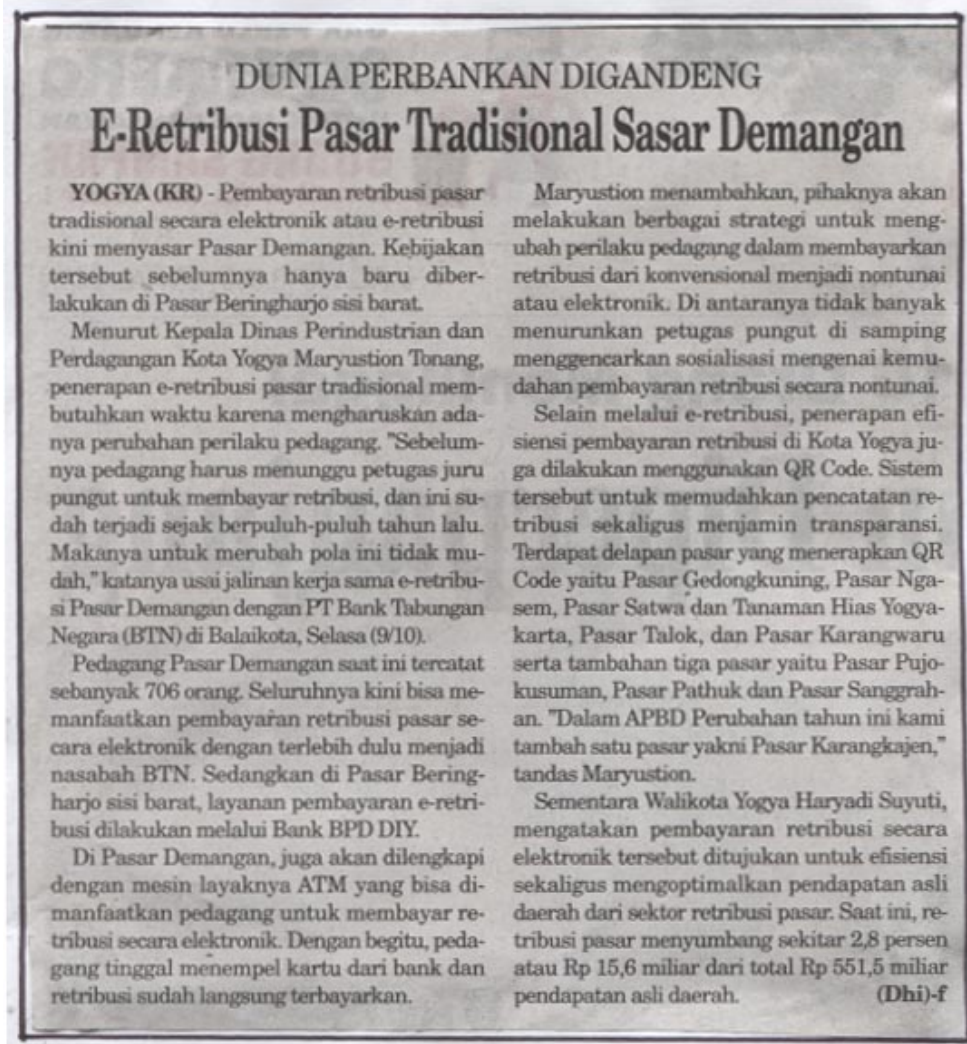 DUNIA PERBANKAN DIGANDENG
E-Retribusi Pasar Tradisional Sasar Demangan
YOGYA (KR) - Pembayaran retribusi pasar
tradisional secara elektronik atau e-retribusi
kini menyasar Pasar Demangan. Kebijakan
tersebut sebelumnya hanya baru diber-
lakukan di Pasar Beringharjo sisi barat.
Menurut Kepala Dinas Perindustrian dan
Perdagangan Kota Yogya Maryustion Tonang,
penerapan e-retribusi pasar tradisional mem-
butuhkan waktu karena mengharuskan ada-
nya perubahan perilaku pedagang. "Sebelum-
nya pedagang harus menunggu petugas juru
pungut untuk membayar retribusi, dan ini su-
dah terjadi sejak berpuluh-puluh tahun lalu.
Makanya untuk merubah pola ini tidak mu-
dah," katanya usai jalinan kerja sama e-retribu-
si Pasar Demangan dengan PT Bank Tabungan
Negara (BTN) di Balaikota, Selasa (9/10).
Pedagang Pasar Demangan saat ini tercatat
sebanyak 706 orang. Seluruhnya kini bisa me-
manfaatkan pembayaran retribusi pasar se-
cara elektronik dengan terlebih dulu menjadi
nasabah BTN. Sedangkan di Pasar Bering-
harjo sisi barat, layanan pembayaran e-retri-
busi dilakukan melalui Bank BPD DIY.
Di Pasar Demangan, juga akan dilengkapi
dengan mesin layaknya ATM yang bisa di-
manfaatkan pedagang untuk membayar re-
tribusi secara elektronik. Dengan begitu, peda-
gang tinggal menempel kartu dari bank dan
retribusi sudah langsung terbayarkan.
Maryustion menambahkan, pihaknya akan
melakukan berbagai strategi untuk meng-
ubah perilaku pedagang dalam membayarkan
retribusi dari konvensional menjadi nontunai
atau elektronik. Di antaranya tidak banyak
menurunkan petugas pungut di samping
menggencarkan sosialisasi mengenai kemu-
dahan pembayaran retribusi secara nontunai.
Selain melalui e-retribusi, penerapan efi-
siensi pembayaran retribusi di Kota Yogya ju-
ga dilakukan menggunakan QR Code. Sistem
tersebut untuk memudahkan pencatatan re-
tribusi sekaligus menjamin transparansi.
Terdapat delapan pasar yang menerapkan QR
Code yaitu Pasar Gedongkuning, Pasar Nga-
sem, Pasar Satwa dan Tanaman Hias Yogya-
karta, Pasar Talok, dan Pasar Karangwaru
serta tambahan tiga pasar yaitu Pasar Pujo-
kusuman, Pasar Pathuk dan Pasar Sanggrah-
an. "Dalam APBD Perubahan tahun ini kami
tambah satu pasar yakni Pasar Karangkajen,"
tandas Maryustion.
Sementara Walikota Yogya Haryadi Suyuti,
mengatakan pembayaran retribusi secara
elektronik tersebut ditujukan untuk efisiensi
sekaligus mengoptimalkan pendapatan asli
daerah dari sektor retribusi pasar. Saat ini, re-
tribusi pasar menyumbang sekitar 2,8 persen
atau Rp 15,6 miliar dari total Rp 551,5 miliar
pendapatan asli daerah. (Dhi)-f